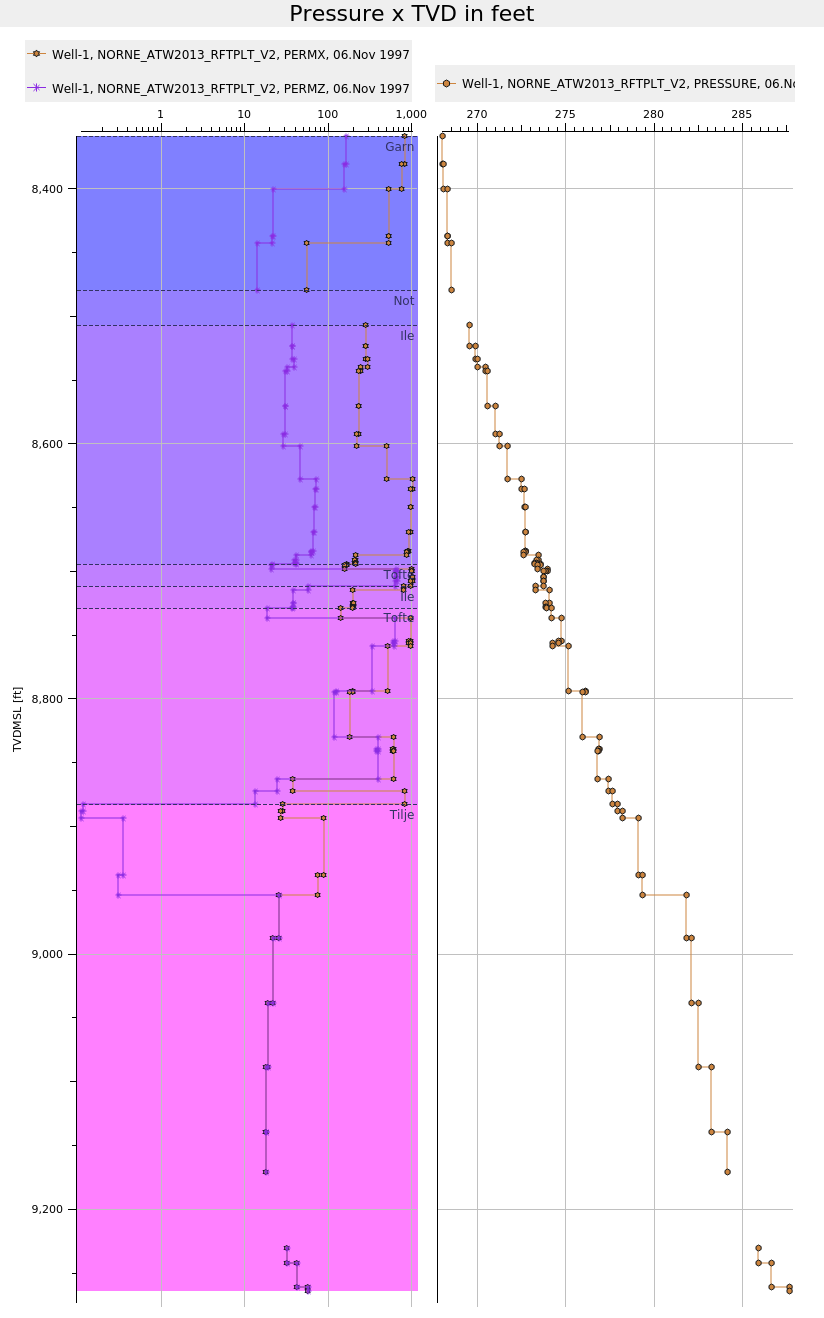 Pressure x TVD in feet
Well-1, NORNE_ATW2013_RFTPLT_V2, PERMX, 06.Nov 1997
Well-1, NORNE_ATW2013_RFTPLT_V2, PERMZ, 06.Nov 1997
Well-1, NORNE_ATW2013_RFTPLT_V2, PRESSURE, 06.No
1 10 100 1,000
270 275 280 285
Garn
8,400
Not
Ile
8,600
Tofte
Ile
Tofte
TVDMSL [ft]
8,800
Tilje
9,000
9,200